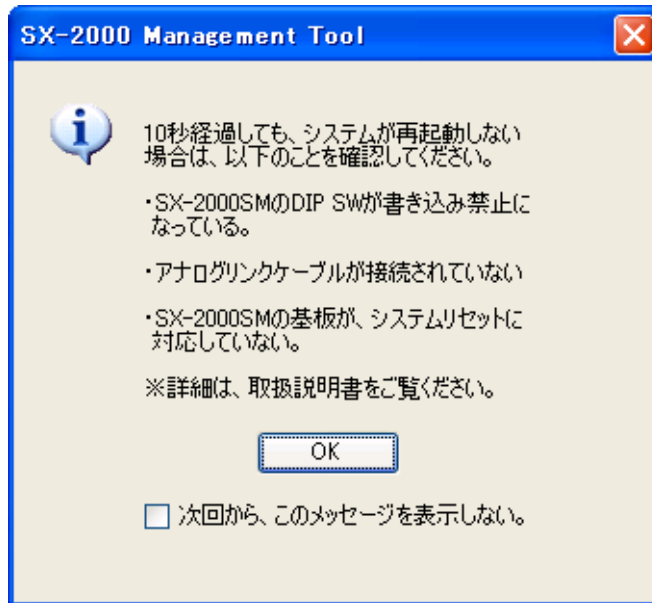 SX-2000 Management Tool
10秒経過しても、システムが再起動しない
場合は、以下のことを確認してください。
・SX-2000SMのDIP SWが書き込み禁止に
なっている。
・アナログリンクケーブルが接続されていない
・SX-2000SMの基板が、システムリセットに
対応していない。
※詳細は、取扱説明書をご覧ください。
OK
次回から、このメッセージを表示しない。